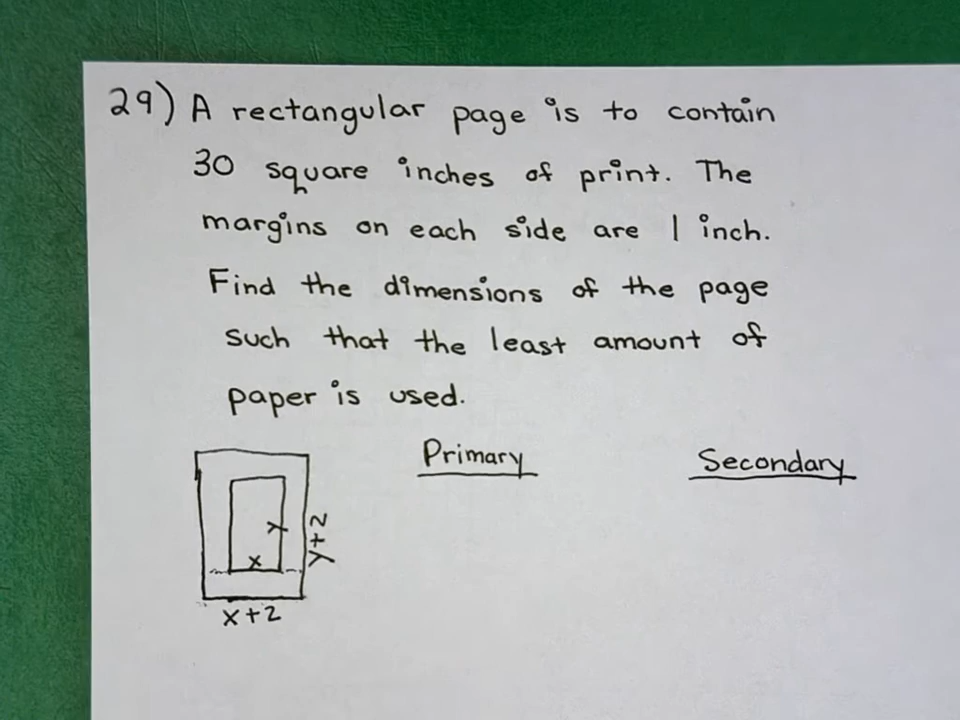 29) A rectangular page is to contain
30 square inches of print. The
margins on each side are 1 inch.
Find the dimensions of the page
such that the least amount of
paper is used.
Primary
Secondary
y
y+2
x
x+2